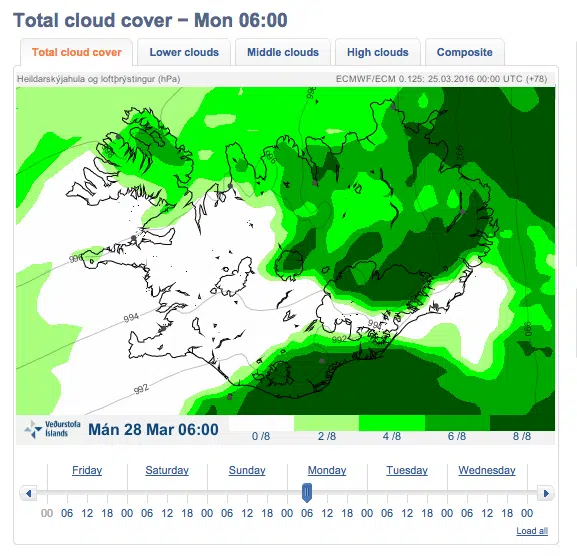 Total cloud cover – Mon 06:00
Total cloud cover Lower clouds Middle clouds High clouds Composite
Heildarskýjahula og loftþrýstingur (hPa) ECMWF/ECM 0.125: 25.03.2016 00:00 UTC (+78)
996
998
992
996
994
994
992
990
992
Veðurstofa
Íslands
Mán 28 Mar 06:00
0 /8 2 /8 4 /8 6 /8 8 /8
Friday Saturday Sunday Monday Tuesday Wednesday
00 06 12 18 00 06 12 18 00 06 12 18 00 06 12 18 00 06 12 18 00 06 12 18 00
Load all